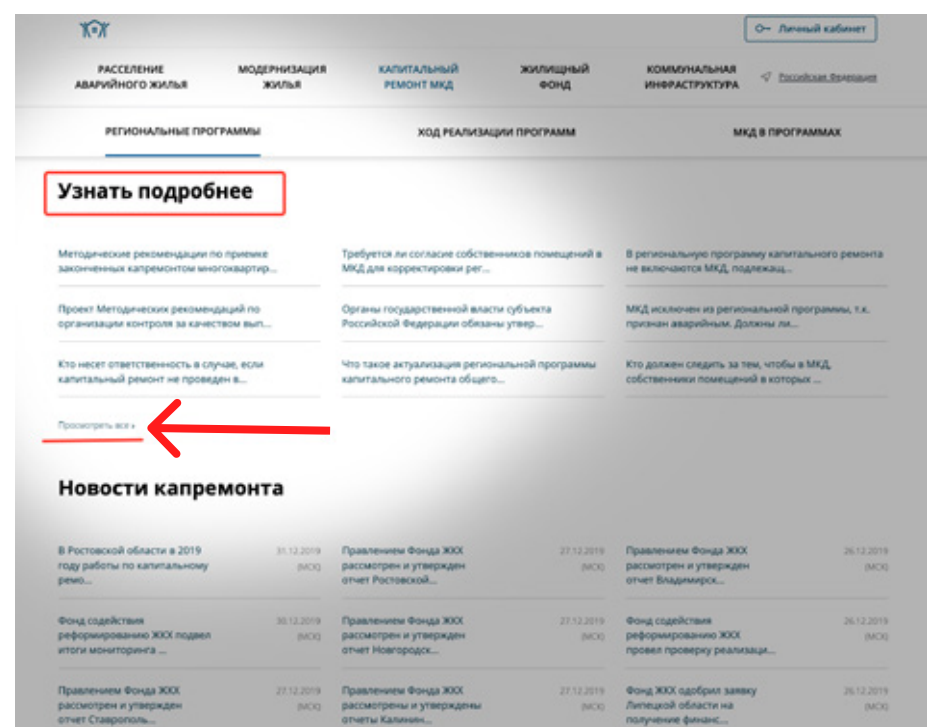 Личный кабинет
РАССЕЛЕНИЕ
АВАРИЙНОГО ЖИЛЬЯ
МОДЕРНИЗАЦИЯ
ЖИЛЬЯ
КАПИТАЛЬНЫЙ
РЕМОНТ МКД
ЖИЛИЩНЫЙ
ФОНД
КОММУНАЛЬНАЯ
ИНФРАСТРУКТУРА
Российская Федерация
РЕГИОНАЛЬНЫЕ ПРОГРАММЫ
ХОД РЕАЛИЗАЦИИ ПРОГРАММ
МКД В ПРОГРАММАХ
Узнать подробнее
Методические рекомендации по приемке
законченных капремонтом многоквартир...
Требуется ли согласие собственников помещений в
МКД для корректировки рег...
В региональную программу капитального ремонта
не включаются МКД, подлежащ...
Проект Методических рекомендаций по
организации контроля за качеством вып...
Органы государственной власти субъекта
Российской Федерации обязаны утвер...
МКД исключен из региональной программы, т.к.
признан аварийным. Должны ли...
Кто несет ответственность в случае, если
капитальный ремонт не проведен в...
Что такое актуализация региональной программы
капитального ремонта общего...
Кто должен следить за тем, чтобы в МКД,
собственники помещений в которых ...
Просмотреть все
Новости капремонта
В Ростовской области в 2019
году работы по капитальному
ремо...
31.12.2019
(МСК)
Правлением Фонда ЖКХ
рассмотрен и утвержден
отчет Ростовской...
27.12.2019
(МСК)
Правлением Фонда ЖКХ
рассмотрен и утвержден
отчет Владимирск...
26.12.2019
(МСК)
Фонд содействия
реформированию ЖКХ подвел
итоги мониторинга ...
30.12.2019
(МСК)
Правлением Фонда ЖКХ
рассмотрен и утвержден
отчет Новгородск...
27.12.2019
(МСК)
Фонд содействия
реформированию ЖКХ
провел проверку реализаци...
26.12.2019
(МСК)
Правлением Фонда ЖКХ
рассмотрен и утвержден
отчет Ставрополь...
27.12.2019
(МСК)
Правлением Фонда ЖКХ
рассмотрены и утверждены
отчеты Калинин...
27.12.2019
(МСК)
Фонд ЖКХ одобрил заявку
Липецкой области на
получение финанс...
26.12.2019
(МСК)